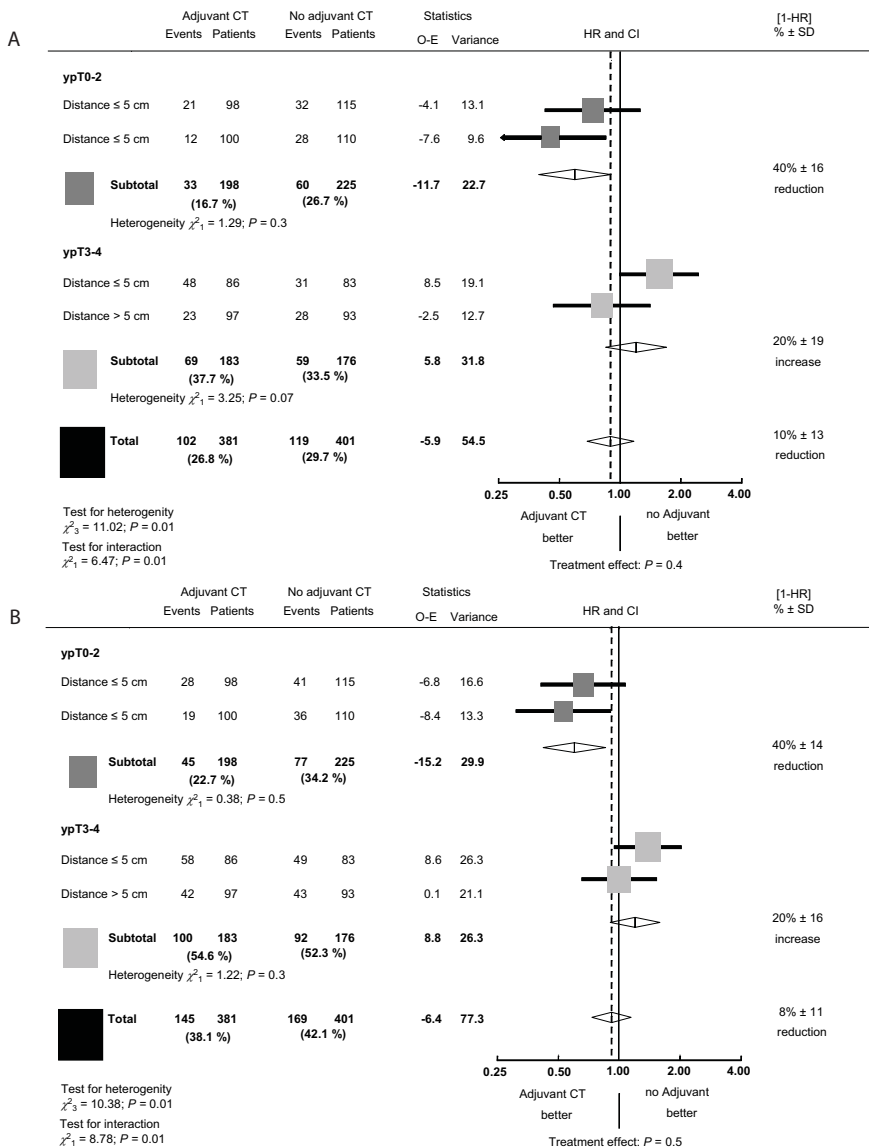 A
Adjuvant CT No adjuvant CT Statistics [1-HR]
Events Patients Events Patients O-E Variance HR and CI % ± SD
ypT0-2
Distance ≤ 5 cm 21 98 32 115 -4.1 13.1
Distance ≤ 5 cm 12 100 28 110 -7.6 9.6
Subtotal 33 198 60 225 -11.7 22.7 40% ± 16
(16.7 %) (26.7 %) reduction
Heterogeneity χ²₁ = 1.29; P = 0.3
ypT3-4
Distance ≤ 5 cm 48 86 31 83 8.5 19.1
Distance > 5 cm 23 97 28 93 -2.5 12.7
Subtotal 69 183 59 176 5.8 31.8 20% ± 19
(37.7 %) (33.5 %) increase
Heterogeneity χ²₁ = 3.25; P = 0.07
Total 102 381 119 401 -5.9 54.5 10% ± 13
(26.8 %) (29.7 %) reduction
0.25 0.50 1.00 2.00 4.00
Test for heterogenity
χ²₃ = 11.02; P = 0.01
Test for interaction
χ²₁ = 6.47; P = 0.01
Adjuvant CT no Adjuvant
better better
Treatment effect: P = 0.4
B
Adjuvant CT No adjuvant CT Statistics [1-HR]
Events Patients Events Patients O-E Variance HR and CI % ± SD
ypT0-2
Distance ≤ 5 cm 28 98 41 115 -6.8 16.6
Distance ≤ 5 cm 19 100 36 110 -8.4 13.3
Subtotal 45 198 77 225 -15.2 29.9 40% ± 14
(22.7 %) (34.2 %) reduction
Heterogeneity χ²₁ = 0.38; P = 0.5
ypT3-4
Distance ≤ 5 cm 58 86 49 83 8.6 26.3
Distance > 5 cm 42 97 43 93 0.1 21.1
Subtotal 100 183 92 176 8.8 26.3 20% ± 16
(54.6 %) (52.3 %) increase
Heterogeneity χ²₁ = 1.22; P = 0.3
Total 145 381 169 401 -6.4 77.3 8% ± 11
(38.1 %) (42.1 %) reduction
0.25 0.50 1.00 2.00 4.00
Test for heterogenity
χ²₃ = 10.38; P = 0.01
Test for interaction
χ²₁ = 8.78; P = 0.01
Adjuvant CT no Adjuvant
better better
Treatment effect: P = 0.5